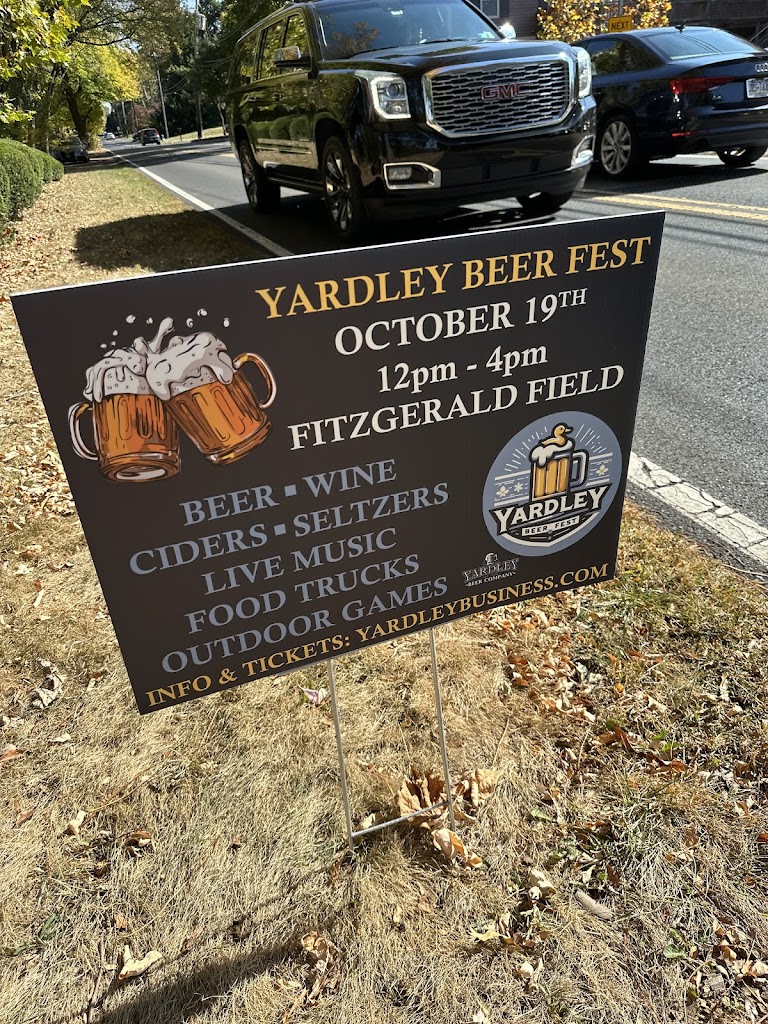 NEXT
GMC
YARDLEY BEER FEST
OCTOBER 19TH
12pm - 4pm
FITZGERALD FIELD
BEER ▪ WINE
CIDERS ▪ SELTZERS
LIVE MUSIC
FOOD TRUCKS
OUTDOOR GAMES
YARDLEY
BEER FEST
YARDLEY
BEER COMPANY
INFO & TICKETS: YARDLEYBUSINESS.COM